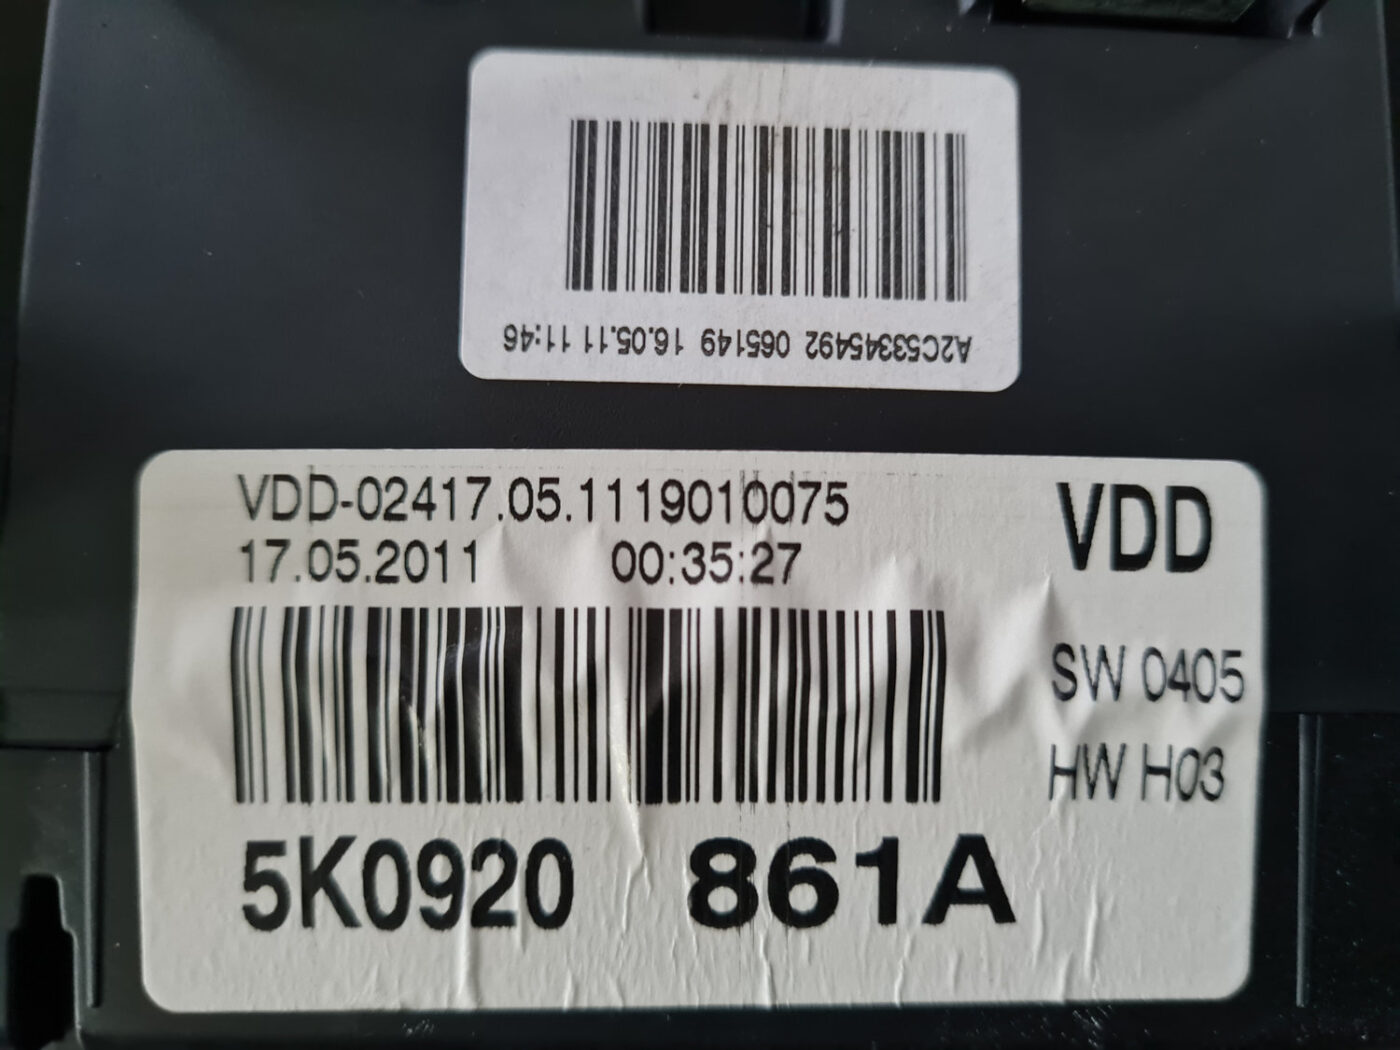 A2C53345492 065149 16.05.11 11:46
VDD-02417.05.1119010075
17.05.2011 00:35:27
VDD
SW 0405
HW H03
5K0920 861A